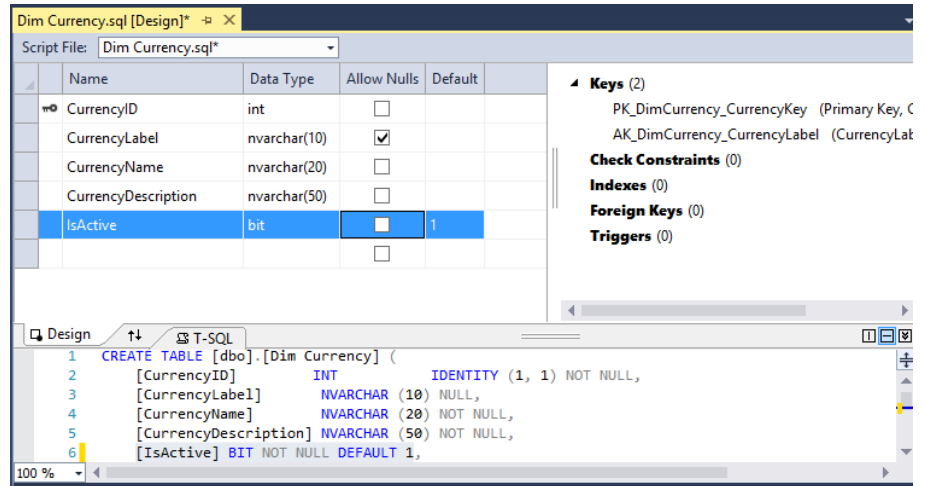 Dim Currency.sql [Design]*
Script File: Dim Currency.sql*
Name Data Type Allow Nulls Default
CurrencyID int
CurrencyLabel nvarchar(10)
CurrencyName nvarchar(20)
CurrencyDescription nvarchar(50)
IsActive bit 1
Keys (2)
PK_DimCurrency_CurrencyKey (Primary Key, C
AK_DimCurrency_CurrencyLabel (CurrencyLab
Check Constraints (0)
Indexes (0)
Foreign Keys (0)
Triggers (0)
Design T-SQL
1 CREATE TABLE [dbo].[Dim Currency] (
2 [CurrencyID] INT IDENTITY (1, 1) NOT NULL,
3 [CurrencyLabel] NVARCHAR (10) NULL,
4 [CurrencyName] NVARCHAR (20) NOT NULL,
5 [CurrencyDescription] NVARCHAR (50) NOT NULL,
6 [IsActive] BIT NOT NULL DEFAULT 1,
100 %